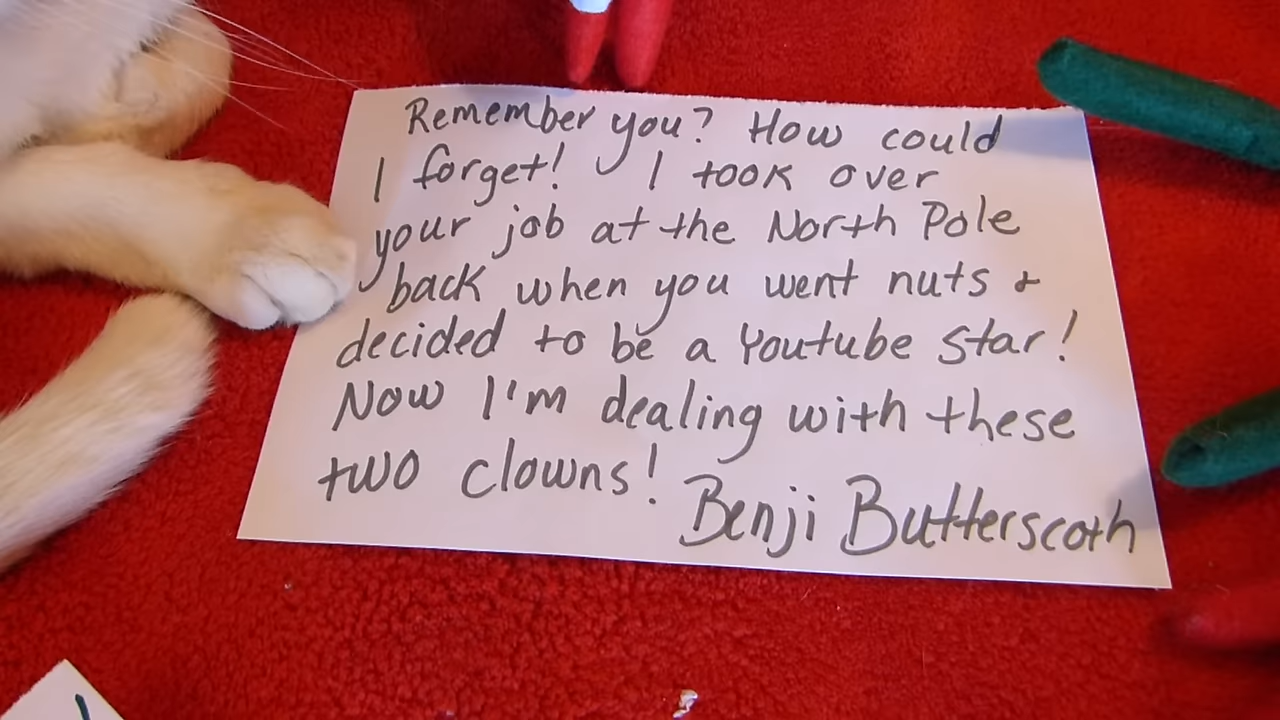 Remember you? How could
I forget! I took over
your job at the North Pole
back when you went nuts &
decided to be a Youtube star!
Now I'm dealing with these
two clowns!
Benji Butterscoth